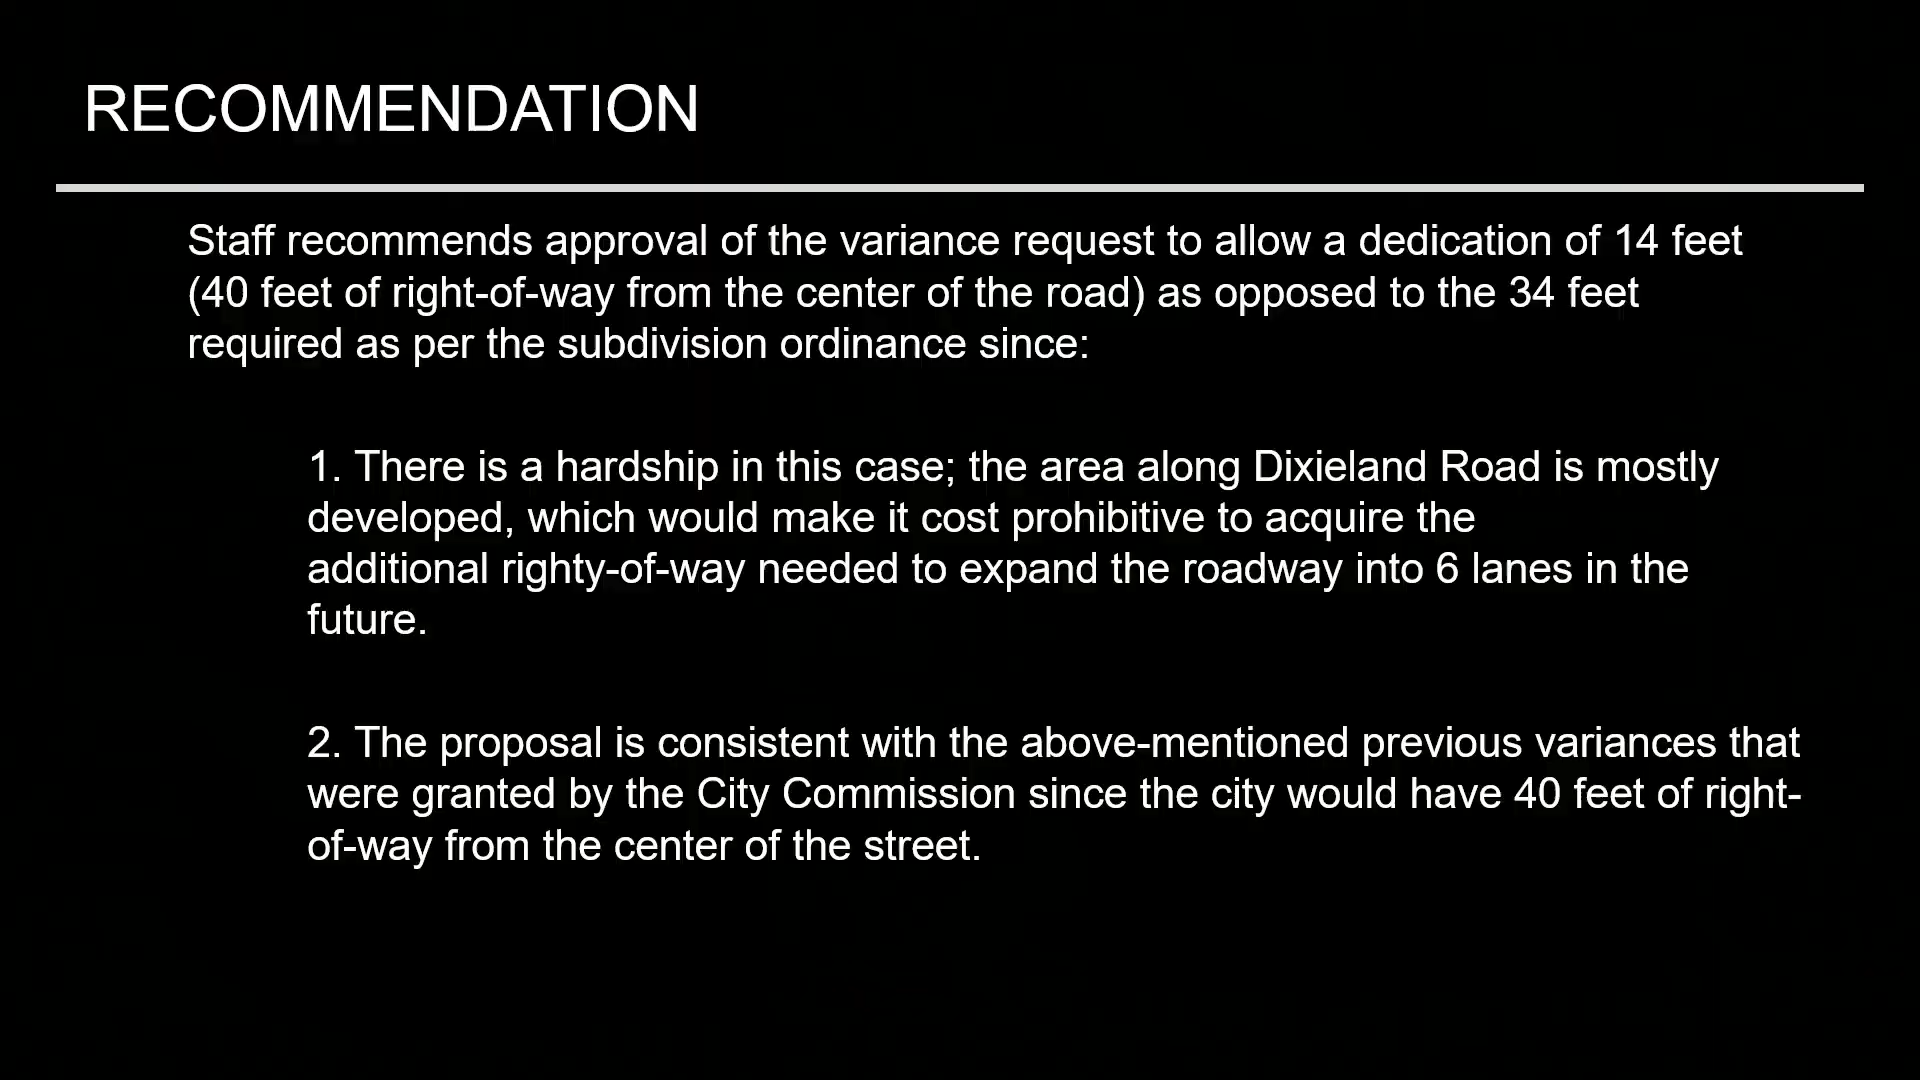 RECOMMENDATION
Staff recommends approval of the variance request to allow a dedication of 14 feet
(40 feet of right-of-way from the center of the road) as opposed to the 34 feet
required as per the subdivision ordinance since:
1. There is a hardship in this case; the area along Dixieland Road is mostly
developed, which would make it cost prohibitive to acquire the
additional righty-of-way needed to expand the roadway into 6 lanes in the
future.
2. The proposal is consistent with the above-mentioned previous variances that
were granted by the City Commission since the city would have 40 feet of right-
of-way from the center of the street.